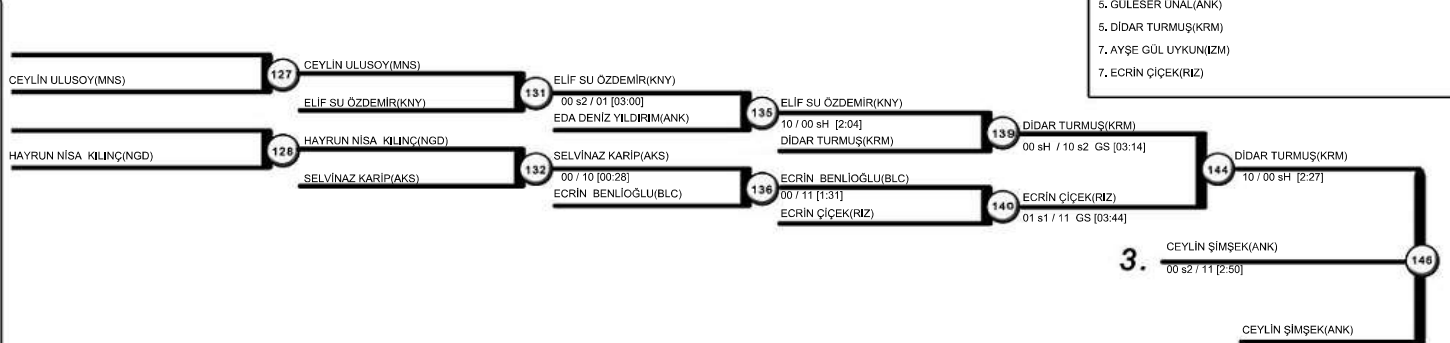 5. GÜLESER ÜNAL(ANK)
5. DİDAR TURMUŞ(KRM)
7. AYŞE GÜL UYKUN(IZM)
7. ECRİN ÇİÇEK(RIZ)
CEYLİN ULUSOY(MNS)
127
CEYLİN ULUSOY(MNS)
ELİF SU ÖZDEMİR(KNY)
131
ELİF SU ÖZDEMİR(KNY)
00 s2 / 01 [03:00]
EDA DENİZ YILDIRIM(ANK)
135
ELİF SU ÖZDEMİR(KNY)
10 / 00 sH [2:04]
DİDAR TURMUŞ(KRM)
139
DİDAR TURMUŞ(KRM)
00 sH / 10 s2 GS [03:14]
HAYRUN NİSA KILINÇ(NGD)
128
HAYRUN NİSA KILINÇ(NGD)
SELVİNAZ KARİP(AKS)
132
SELVİNAZ KARİP(AKS)
00 / 10 [00:28]
ECRİN BENLİOĞLU(BLC)
136
ECRİN BENLİOĞLU(BLC)
00 / 11 [1:31]
ECRİN ÇİÇEK(RIZ)
140
ECRİN ÇİÇEK(RIZ)
01 s1 / 11 GS [03:44]
144
DİDAR TURMUŞ(KRM)
10 / 00 sH [2:27]
3.
CEYLİN ŞİMŞEK(ANK)
00 s2 / 11 [2:50]
146
CEYLİN ŞİMŞEK(ANK)